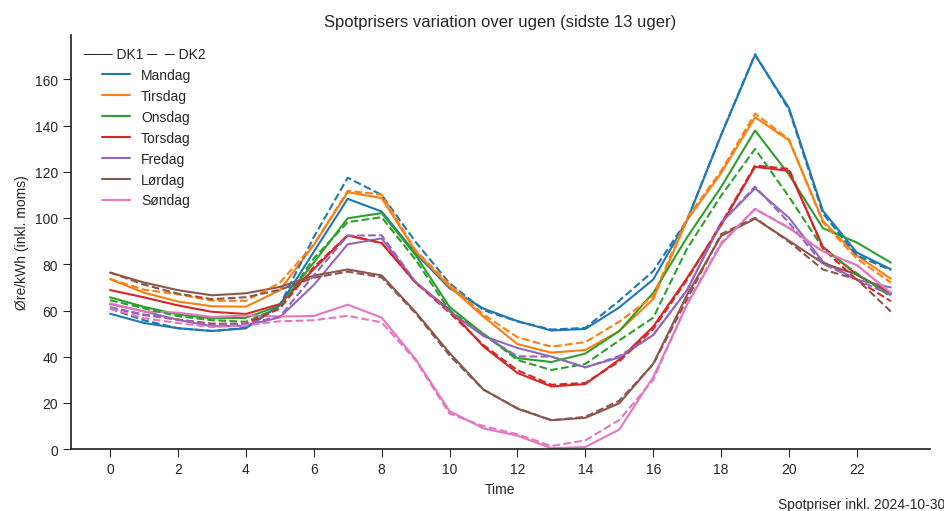 Spotprisers variation over ugen (sidste 13 uger)
DK1 DK2
Mandag
Tirsdag
Onsdag
Torsdag
Fredag
Lørdag
Søndag
Øre/kWh (inkl. moms)
160
140
120
100
80
60
40
20
0
0 2 4 6 8 10 12 14 16 18 20 22
Time
Spotpriser inkl. 2024-10-30